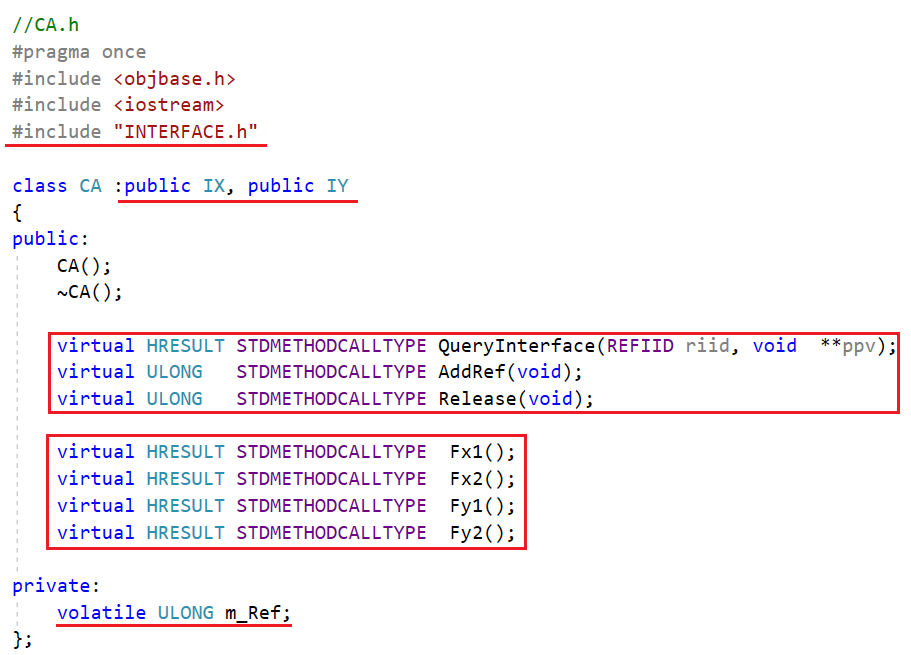 //CA.h
#pragma once
#include <objbase.h>
#include <iostream>
#include "INTERFACE.h"
class CA :public IX, public IY
{
public:
CA();
~CA();
virtual HRESULT STDMETHODCALLTYPE QueryInterface(REFIID riid, void  **ppv);
virtual ULONG   STDMETHODCALLTYPE AddRef(void);
virtual ULONG   STDMETHODCALLTYPE Release(void);
virtual HRESULT STDMETHODCALLTYPE  Fx1();
virtual HRESULT STDMETHODCALLTYPE  Fx2();
virtual HRESULT STDMETHODCALLTYPE  Fy1();
virtual HRESULT STDMETHODCALLTYPE  Fy2();
private:
volatile ULONG m_Ref;
};